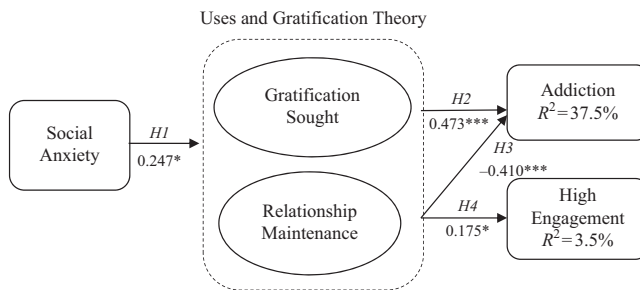 Uses and Gratification Theory
Social
Anxiety
H1
0.247*
Gratification
Sought
Relationship
Maintenance
H2
0.473***
H3
–0.410***
H4
0.175*
Addiction
R² = 37.5%
High
Engagement
R² = 3.5%